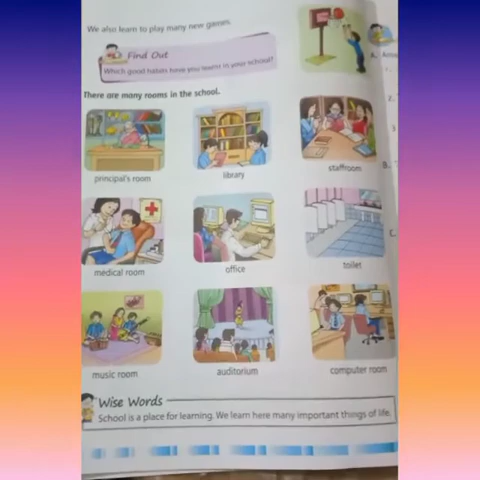 We also learn to play many new games.
Find Out
Which good habits have you learnt in your school?
There are many rooms in the school.
principal's room
library
staffroom
medical room
office
toilet
music room
auditorium
computer room
Wise Words
School is a place for learning. We learn here many important things of life.
A.
2.
3
B.
C